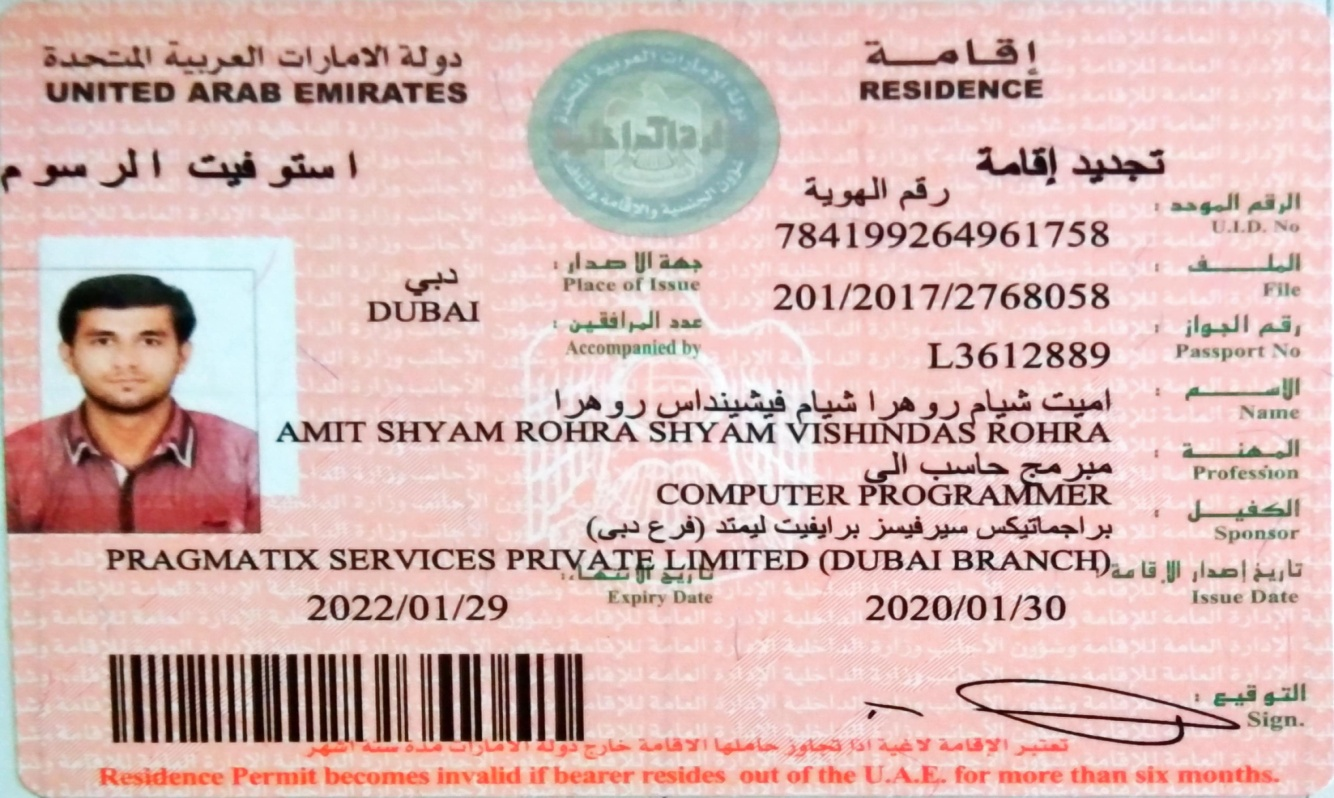 دولة الامارات العربية المتحدة
UNITED ARAB EMIRATES
إقامة
RESIDENCE
استوفيت الرسوم
تجديد إقامة
رقم الهوية
الرقم الموحد :
U.I.D. No
784199264961758
جهة الاصدار :
Place of Issue
دبي
DUBAI
الملف :
File
201/2017/2768058
عدد المرافقين :
Accompanied by
رقم الجواز :
Passport No
L3612889
الاسم :
Name
اميت شيام روهرا شيام فيشينداس روهرا
AMIT SHYAM ROHRA SHYAM VISHINDAS ROHRA
المهنة :
Profession
مبرمج حاسب الى
COMPUTER PROGRAMMER
الكفيل :
Sponsor
براجماتيكس سيرفيسز برايفيت ليمتد (فرع دبى)
PRAGMATIX SERVICES PRIVATE LIMITED (DUBAI BRANCH)
تاريخ إصدار الإقامة
Issue Date
2020/01/30
تاريخ الانتهاء :
Expiry Date
2022/01/29
التوقيع :
Sign.
تعتبر الإقامة لاغية اذا تجاوز حاملها الاقامة خارج دولة الامارات مدة ستة اشهر
Residence Permit becomes invalid if bearer resides out of the U.A.E. for more than six months.